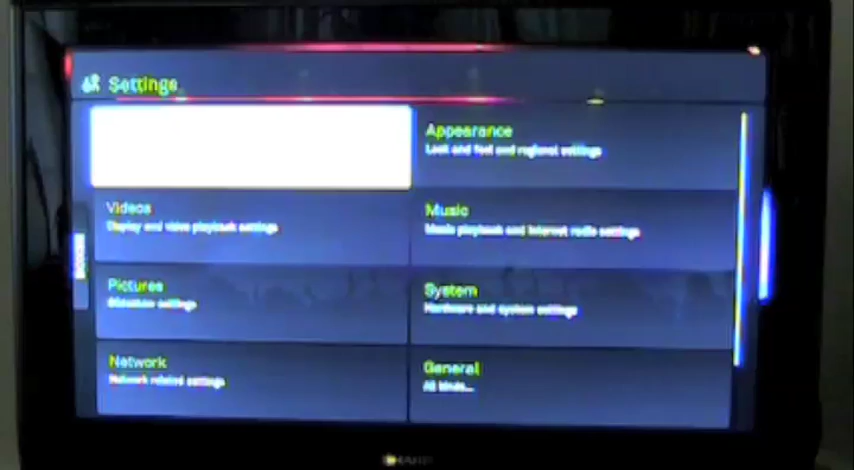 Settings
Appearance
Look and feel and regional settings
Videos
Display and video playback settings
Music
Music playback and internet radio settings
Pictures
Slideshow settings
System
Hardware and system settings
Network
Network related settings
General
All kinds...